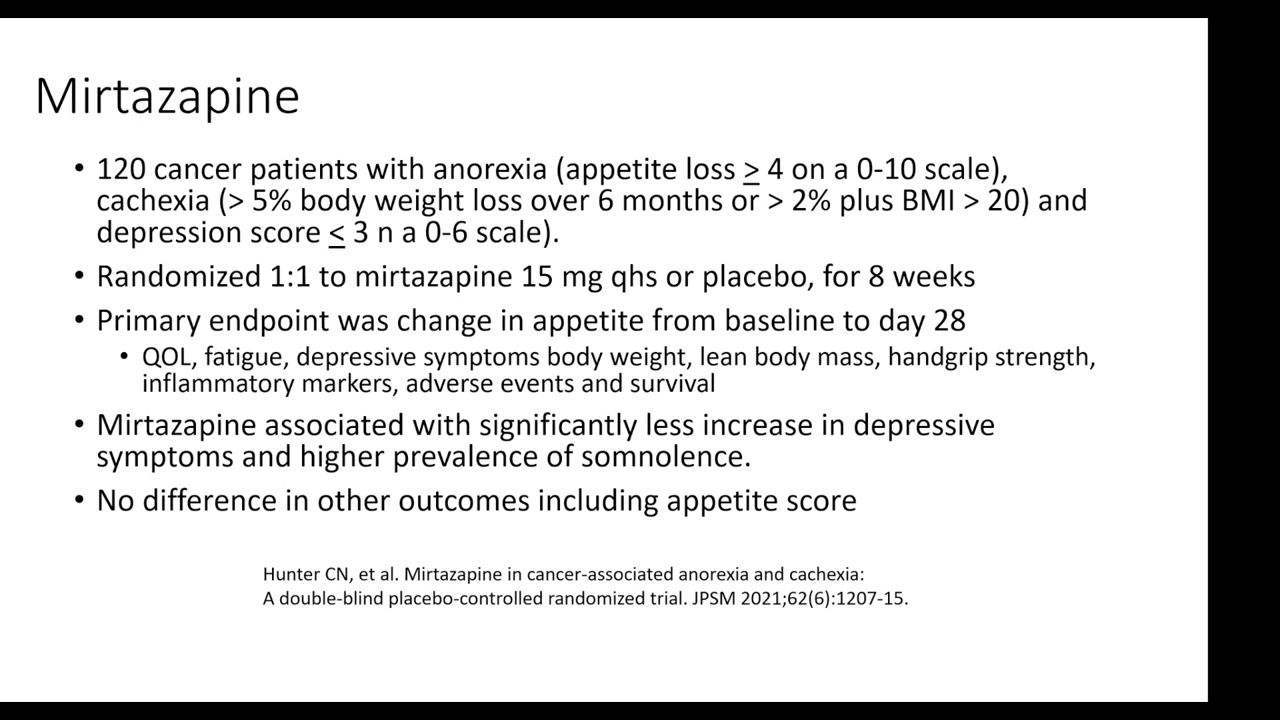 Mirtazapine
• 120 cancer patients with anorexia (appetite loss ≥ 4 on a 0-10 scale),
cachexia (> 5% body weight loss over 6 months or > 2% plus BMI > 20) and
depression score ≤ 3 n a 0-6 scale).
• Randomized 1:1 to mirtazapine 15 mg qhs or placebo, for 8 weeks
• Primary endpoint was change in appetite from baseline to day 28
• QOL, fatigue, depressive symptoms body weight, lean body mass, handgrip strength,
inflammatory markers, adverse events and survival
• Mirtazapine associated with significantly less increase in depressive
symptoms and higher prevalence of somnolence.
• No difference in other outcomes including appetite score
Hunter CN, et al. Mirtazapine in cancer-associated anorexia and cachexia:
A double-blind placebo-controlled randomized trial. JPSM 2021;62(6):1207-15.